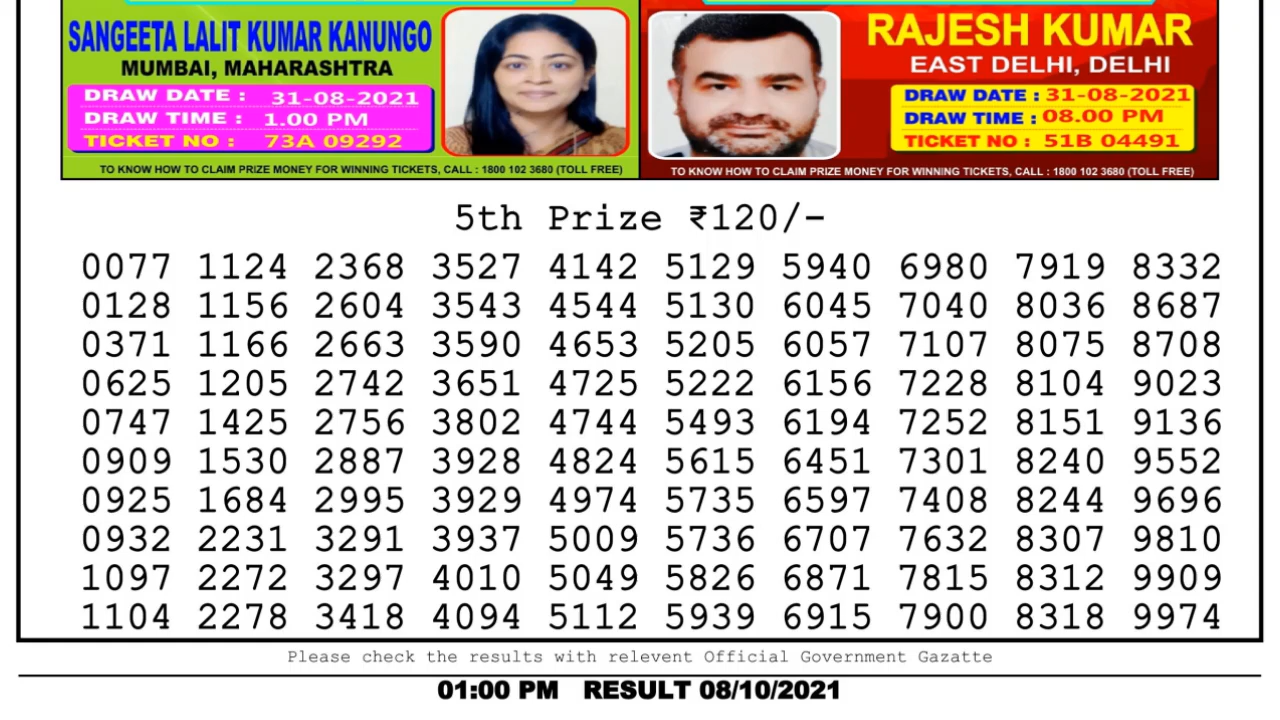 SANGEETA LALIT KUMAR KANUNGO
MUMBAI, MAHARASHTRA
DRAW DATE : 31-08-2021
DRAW TIME : 1.00 PM
TICKET NO : 73A 09292
TO KNOW HOW TO CLAIM PRIZE MONEY FOR WINNING TICKETS, CALL : 1800 102 3680 (TOLL FREE)
RAJESH KUMAR
EAST DELHI, DELHI
DRAW DATE : 31-08-2021
DRAW TIME : 08.00 PM
TICKET NO : 51B 04491
TO KNOW HOW TO CLAIM PRIZE MONEY FOR WINNING TICKETS, CALL : 1800 102 3680 (TOLL FREE)
5th Prize ₹120/-
0077 1124 2368 3527 4142 5129 5940 6980 7919 8332
0128 1156 2604 3543 4544 5130 6045 7040 8036 8687
0371 1166 2663 3590 4653 5205 6057 7107 8075 8708
0625 1205 2742 3651 4725 5222 6156 7228 8104 9023
0747 1425 2756 3802 4744 5493 6194 7252 8151 9136
0909 1530 2887 3928 4824 5615 6451 7301 8240 9552
0925 1684 2995 3929 4974 5735 6597 7408 8244 9696
0932 2231 3291 3937 5009 5736 6707 7632 8307 9810
1097 2272 3297 4010 5049 5826 6871 7815 8312 9909
1104 2278 3418 4094 5112 5939 6915 7900 8318 9974
Please check the results with relevent Official Government Gazatte
01:00 PM RESULT 08/10/2021